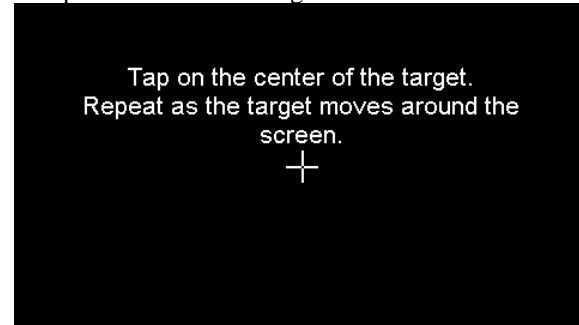 Tap on the center of the target.
Repeat as the target moves around the
screen.